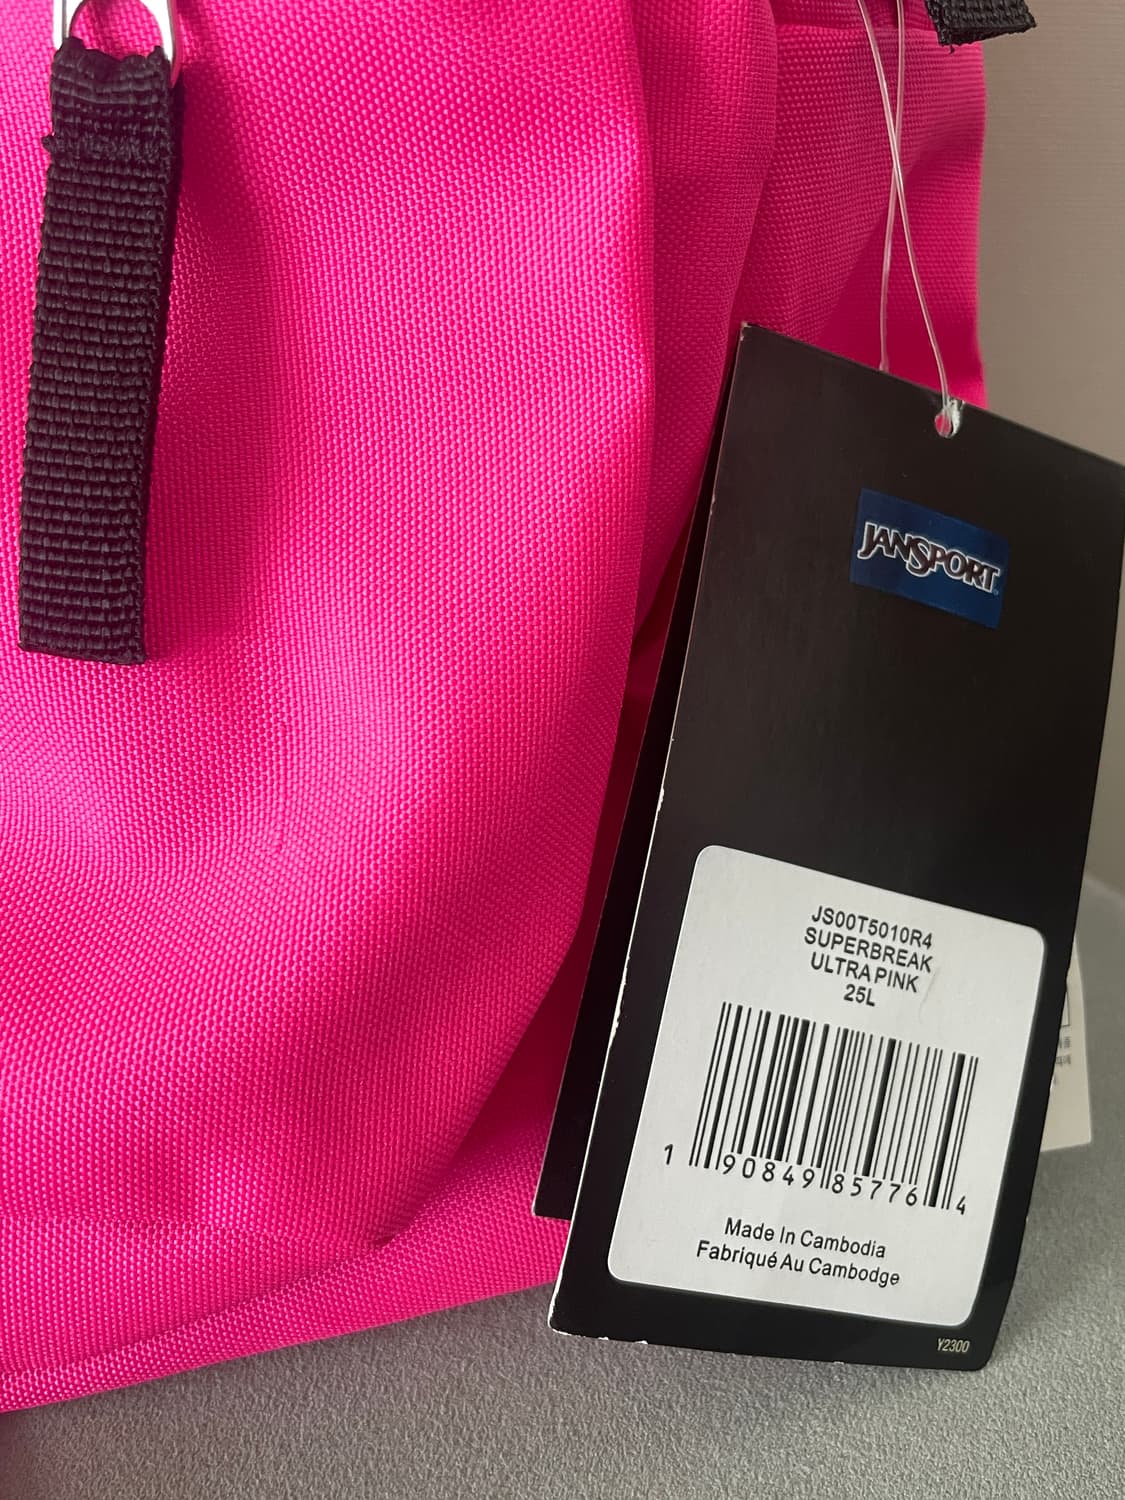 JANSPORT
JS00T5010R4
SUPERBREAK
ULTRA PINK
25L
1 90849 85776 4
Made In Cambodia
Fabriqué Au Cambodge
Y2300